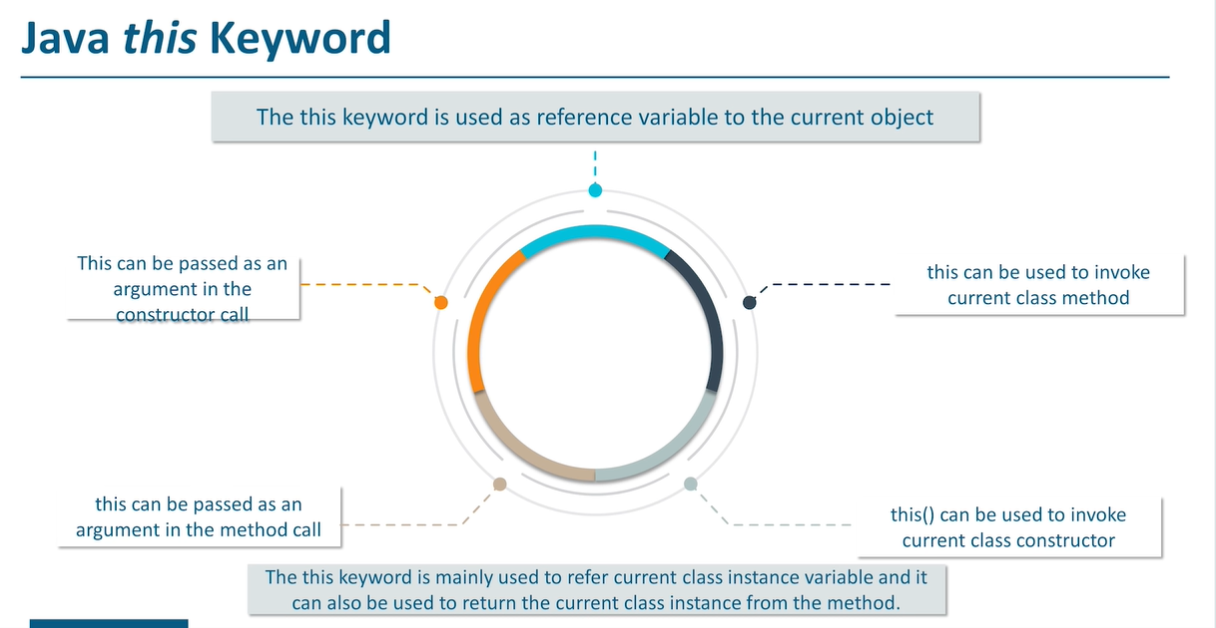 Java this Keyword
The this keyword is used as reference variable to the current object
This can be passed as an
argument in the
constructor call
this can be used to invoke
current class method
this can be passed as an
argument in the method call
this() can be used to invoke
current class constructor
The this keyword is mainly used to refer current class instance variable and it
can also be used to return the current class instance from the method.